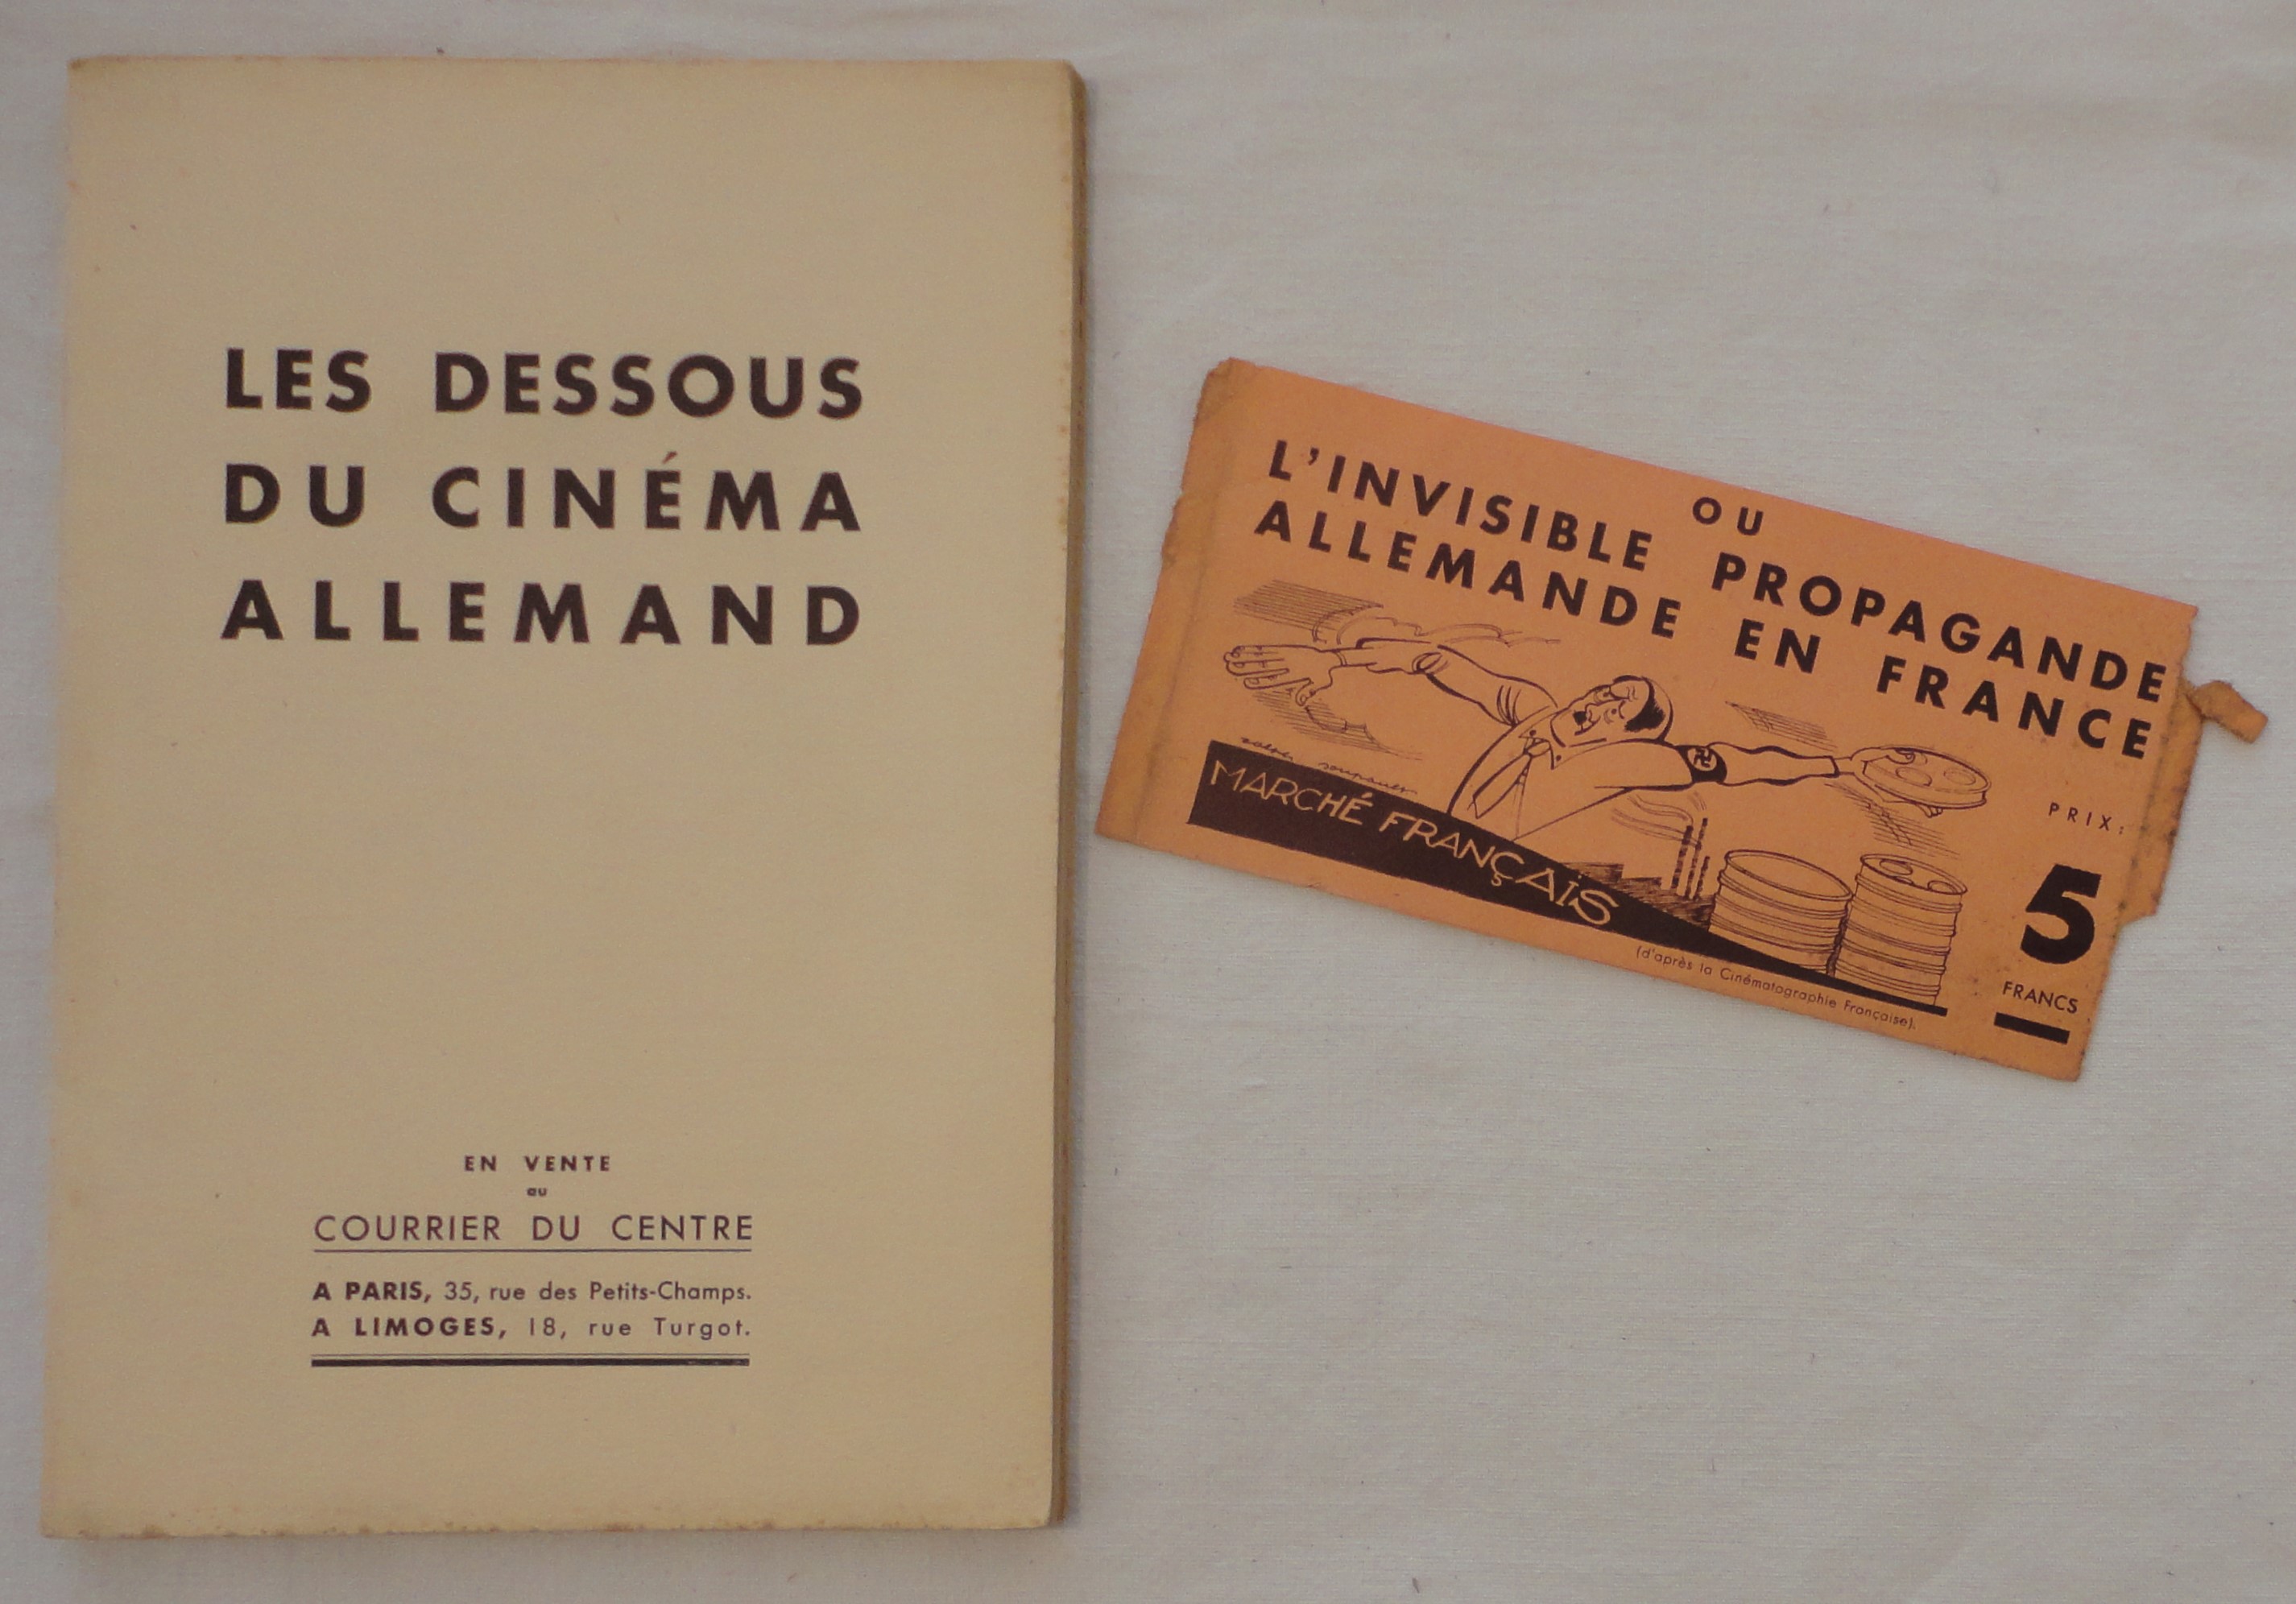 LES DESSOUS
DU CINÉMA
ALLEMAND
EN VENTE
au
COURRIER DU CENTRE
A PARIS, 35, rue des Petits-Champs.
A LIMOGES, 18, rue Turgot.
OU
L'INVISIBLE PROPAGANDE
ALLEMANDE EN FRANCE
MARCHÉ FRANÇAIS
(d'après la Cinématographie Française).
PRIX:
5
FRANCS